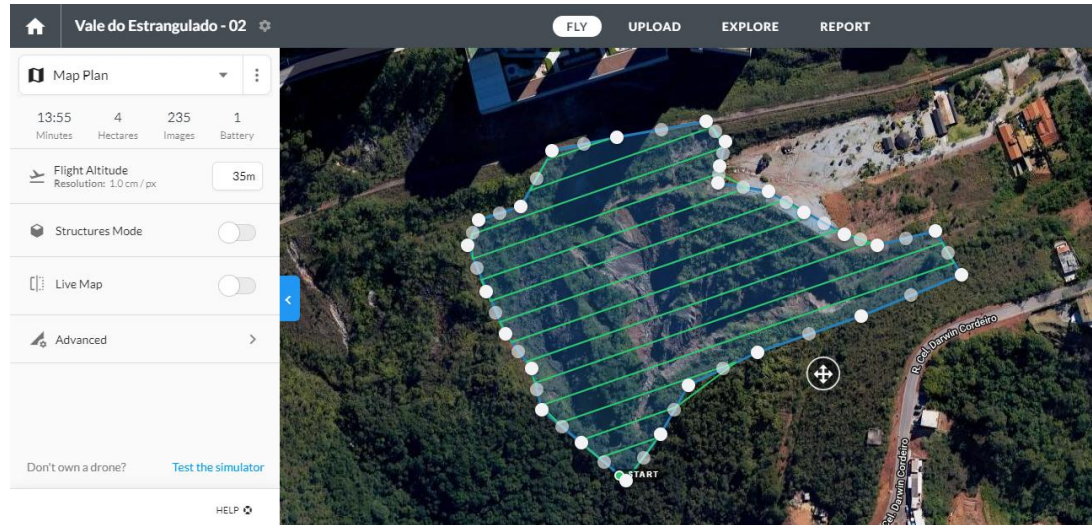 Vale do Estrangulado - 02
FLY UPLOAD EXPLORE REPORT
Map Plan
13:55 4 235 1
Minutes Hectares Images Battery
Flight Altitude
Resolution: 1.0 cm / px
35m
Structures Mode
Live Map
Advanced
Don't own a drone? Test the simulator
HELP
START
R. Cel. Darwin Cordeiro
R. Cel. Darwin Cordeiro